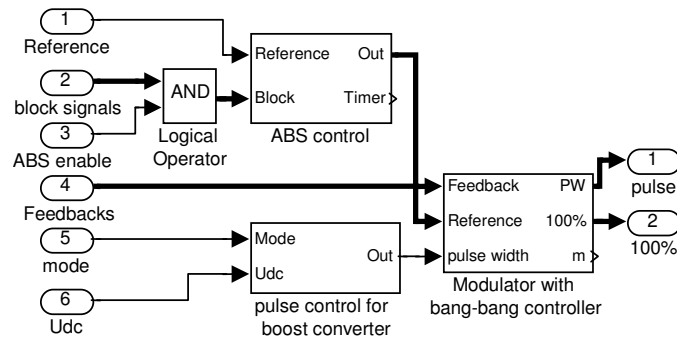 1
Reference
2
block signals
3
ABS enable
4
Feedbacks
5
mode
6
Udc
AND
Logical
Operator
Reference Out
Block Timer
ABS control
Mode
Udc
Out
pulse control for
boost converter
Feedback PW
Reference 100%
pulse width m
Modulator with
bang-bang controller
1
pulse
2
100%